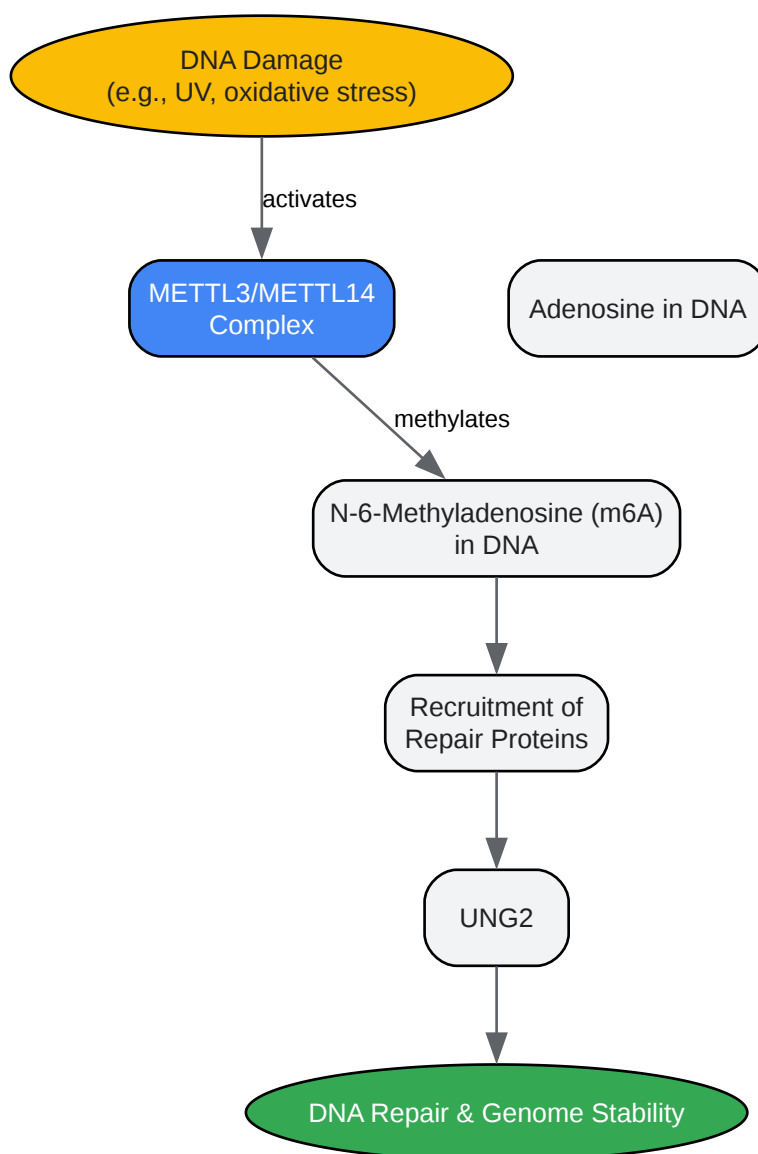 DNA Damage
(e.g., UV, oxidative stress)
activates
METTL3/METTL14
Complex
Adenosine in DNA
methylates
N-6-Methyladenosine (m6A)
in DNA
Recruitment of
Repair Proteins
UNG2
DNA Repair & Genome Stability